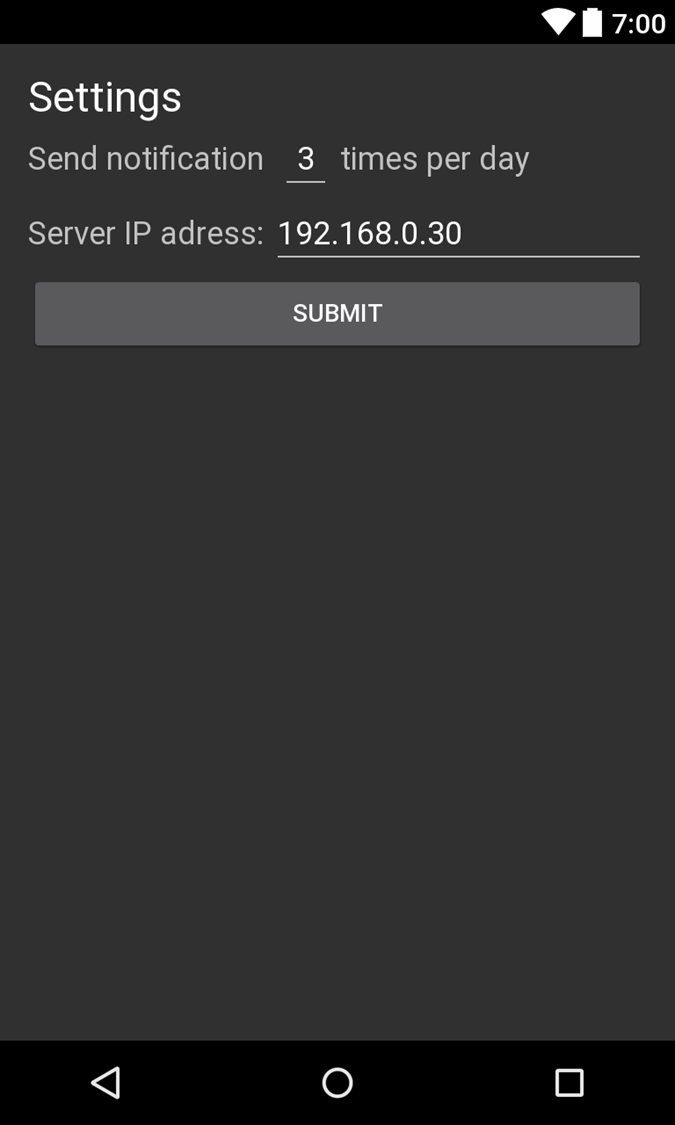 7:00
Settings
Send notification 3 times per day
Server IP adress: 192.168.0.30
SUBMIT